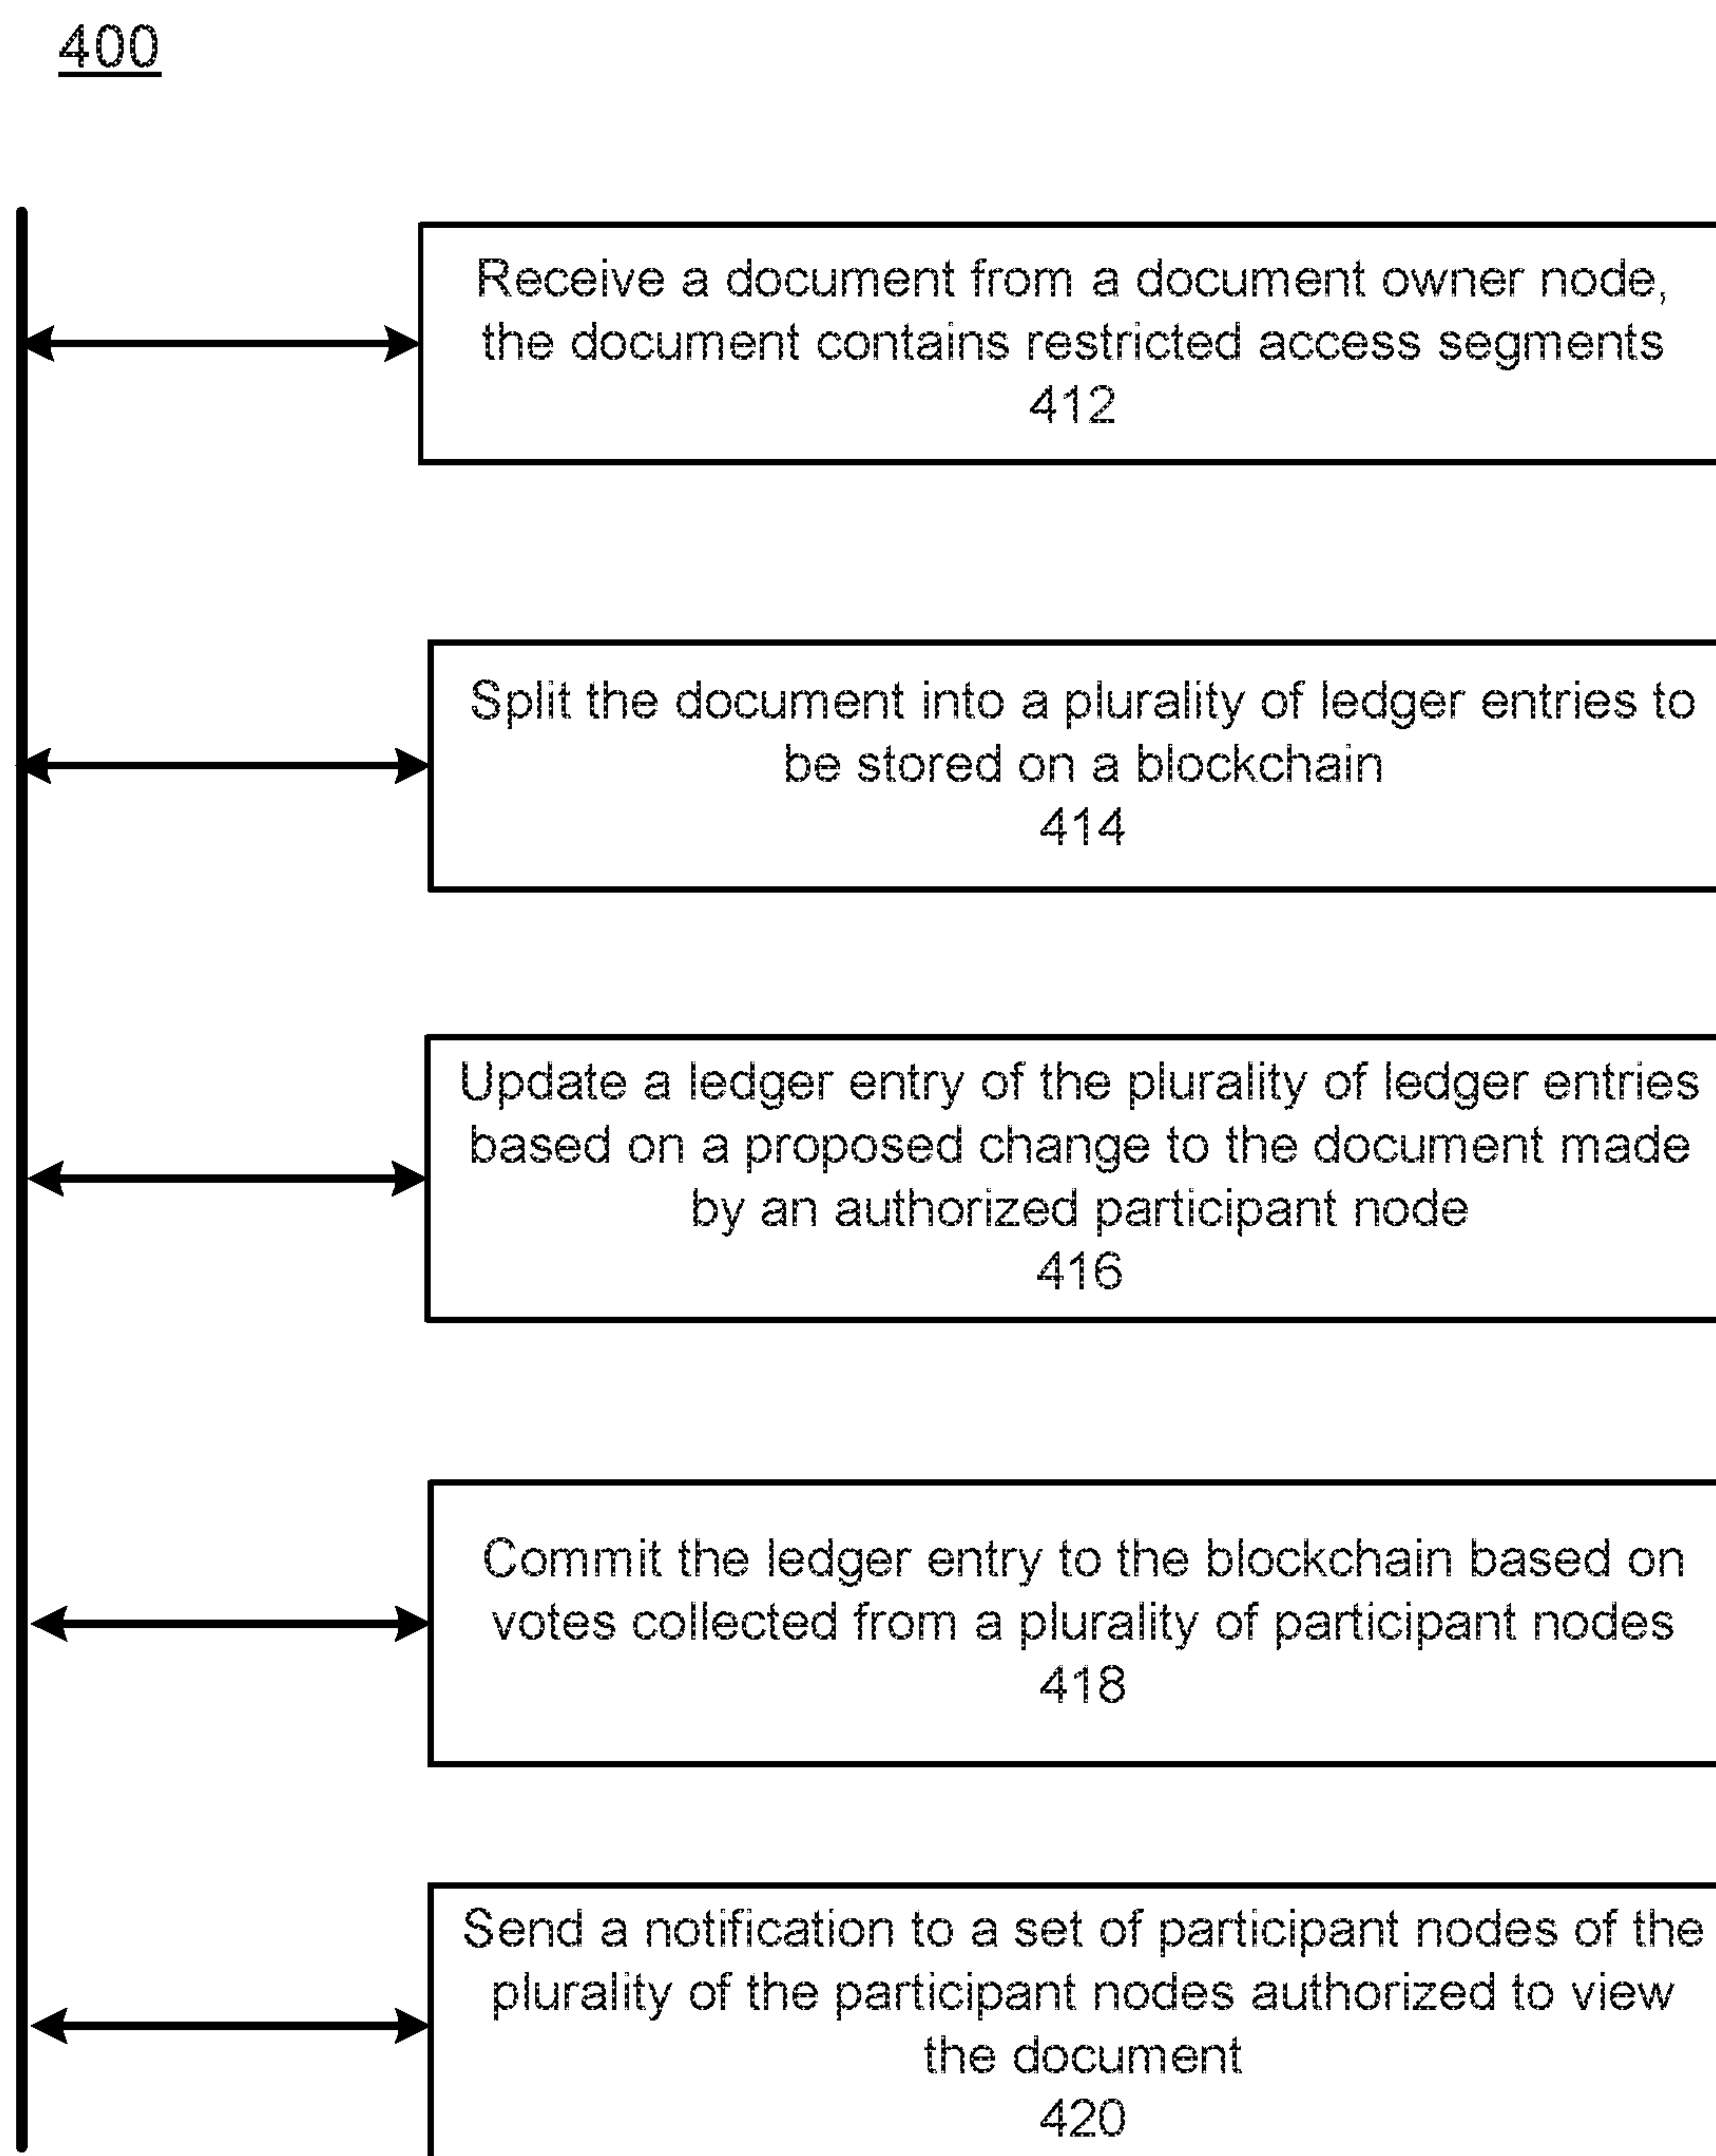 400
Receive a document from a document owner node,
the document contains restricted access segments
412
Split the document into a plurality of ledger entries to
be stored on a blockchain
414
Update a ledger entry of the plurality of ledger entries
based on a proposed change to the document made
by an authorized participant node
416
Commit the ledger entry to the blockchain based on
votes collected from a plurality of participant nodes
418
Send a notification to a set of participant nodes of the
plurality of the participant nodes authorized to view
the document
420